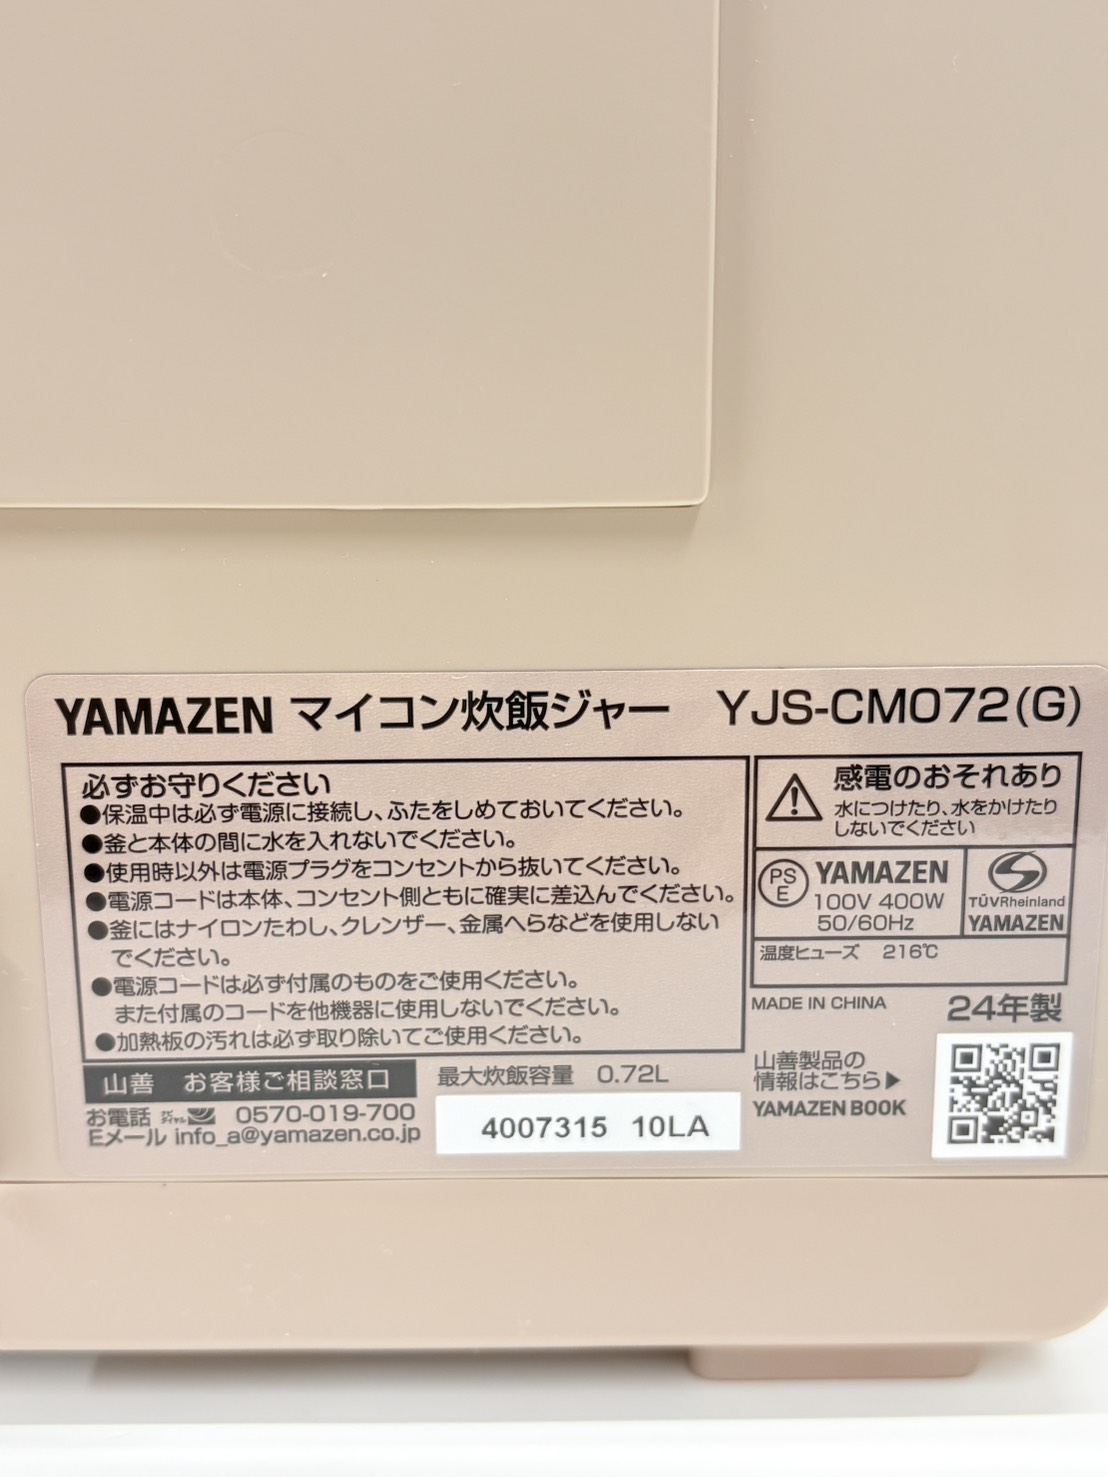 YAMAZEN マイコン炊飯ジャー YJS-CM072(G)
必ずお守りください
●保温中は必ず電源に接続し、ふたをしめておいてください。
●釜と本体の間に水を入れないでください。
●使用時以外は電源プラグをコンセントから抜いてください。
●電源コードは本体、コンセント側ともに確実に差込んでください。
●釜にはナイロンたわし、クレンザー、金属へらなどを使用しない
でください。
●電源コードは必ず付属のものをご使用ください。
また付属のコードを他機器に使用しないでください。
●加熱板の汚れは必ず取り除いてご使用ください。
感電のおそれあり
水につけたり、水をかけたり
しないでください
PS
E
YAMAZEN
100V 400W
50/60Hz
TÜVRheinland
YAMAZEN
温度ヒューズ 216℃
MADE IN CHINA 24年製
山善 お客様ご相談窓口
お電話 ナビダイヤル 0570-019-700
Eメール info_a@yamazen.co.jp
最大炊飯容量 0.72L
4007315 10LA
山善製品の
情報はこちら▶
YAMAZEN BOOK